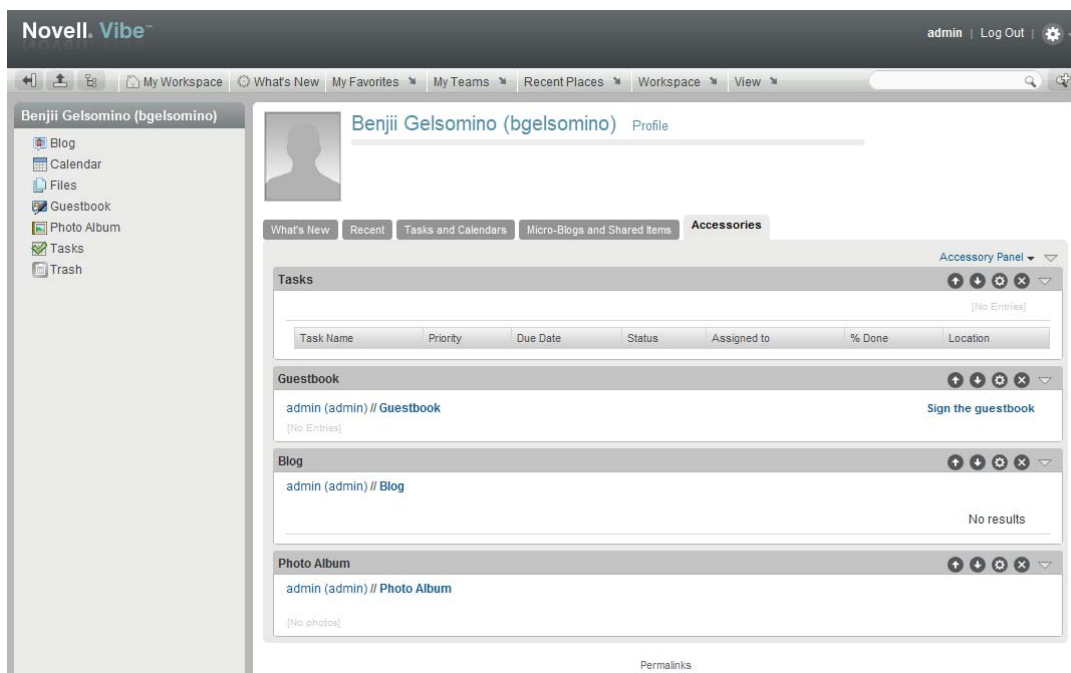 Novell. Vibe™
admin | Log Out |
My Workspace What's New My Favorites My Teams Recent Places Workspace View
Benjii Gelsomino (bgelsomino)
Blog
Calendar
Files
Guestbook
Photo Album
Tasks
Trash
Benjii Gelsomino (bgelsomino) Profile
What's New Recent Tasks and Calendars Micro-Blogs and Shared Items Accessories
Accessory Panel
Tasks
[No Entries]
Task Name Priority Due Date Status Assigned to % Done Location
Guestbook
admin (admin) // Guestbook Sign the guestbook
[No Entries]
Blog
admin (admin) // Blog
No results
Photo Album
admin (admin) // Photo Album
[No photos]
Permalinks